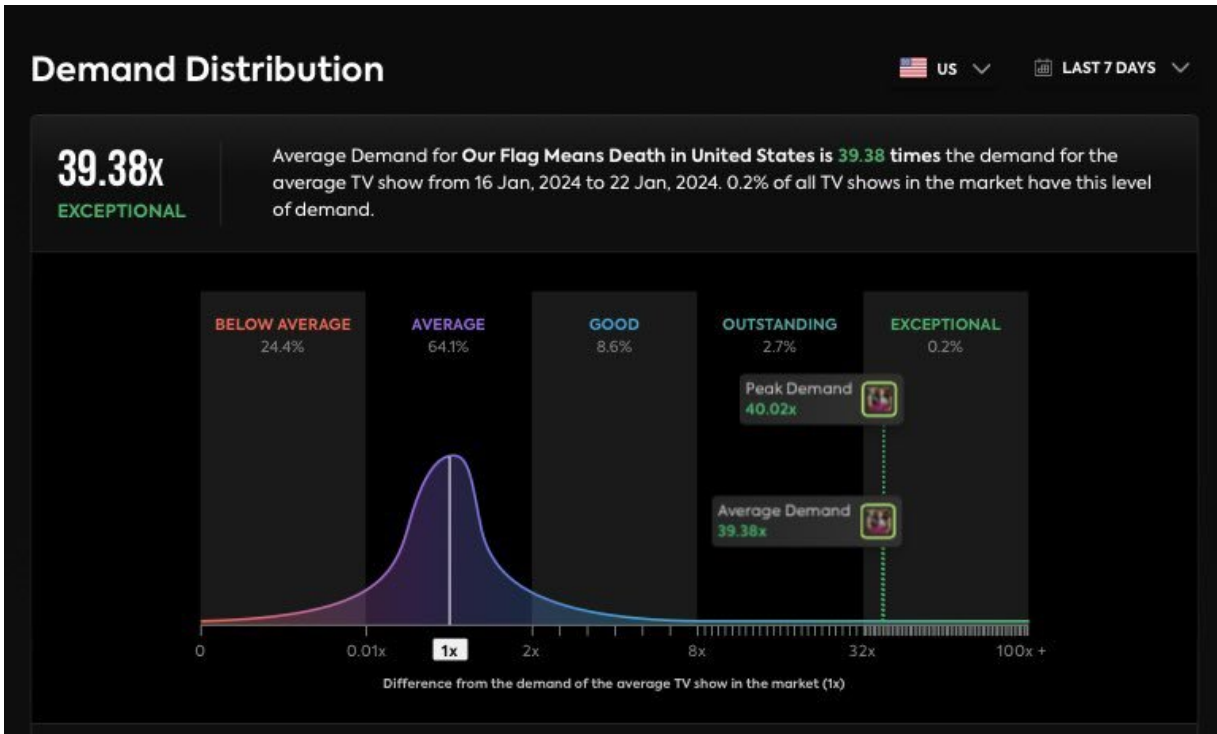 Demand Distribution
US
LAST 7 DAYS
39.38x
EXCEPTIONAL
Average Demand for Our Flag Means Death in United States is 39.38 times the demand for the
average TV show from 16 Jan, 2024 to 22 Jan, 2024. 0.2% of all TV shows in the market have this level
of demand.
BELOW AVERAGE
24.4%
AVERAGE
64.1%
GOOD
8.6%
OUTSTANDING
2.7%
EXCEPTIONAL
0.2%
Peak Demand
40.02x
Average Demand
39.38x
0
0.01x
1x
2x
8x
32x
100x +
Difference from the demand of the average TV show in the market (1x)